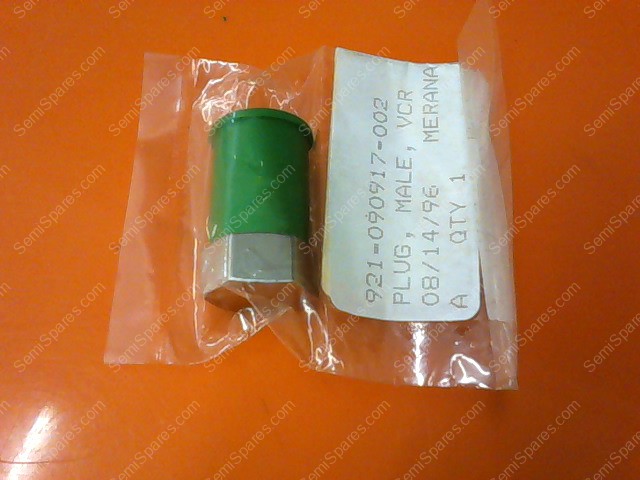 921-090917-002
PLUG, MALE, VCR
08/14/96 MERANA
A QTY 1
SemiSpares.com